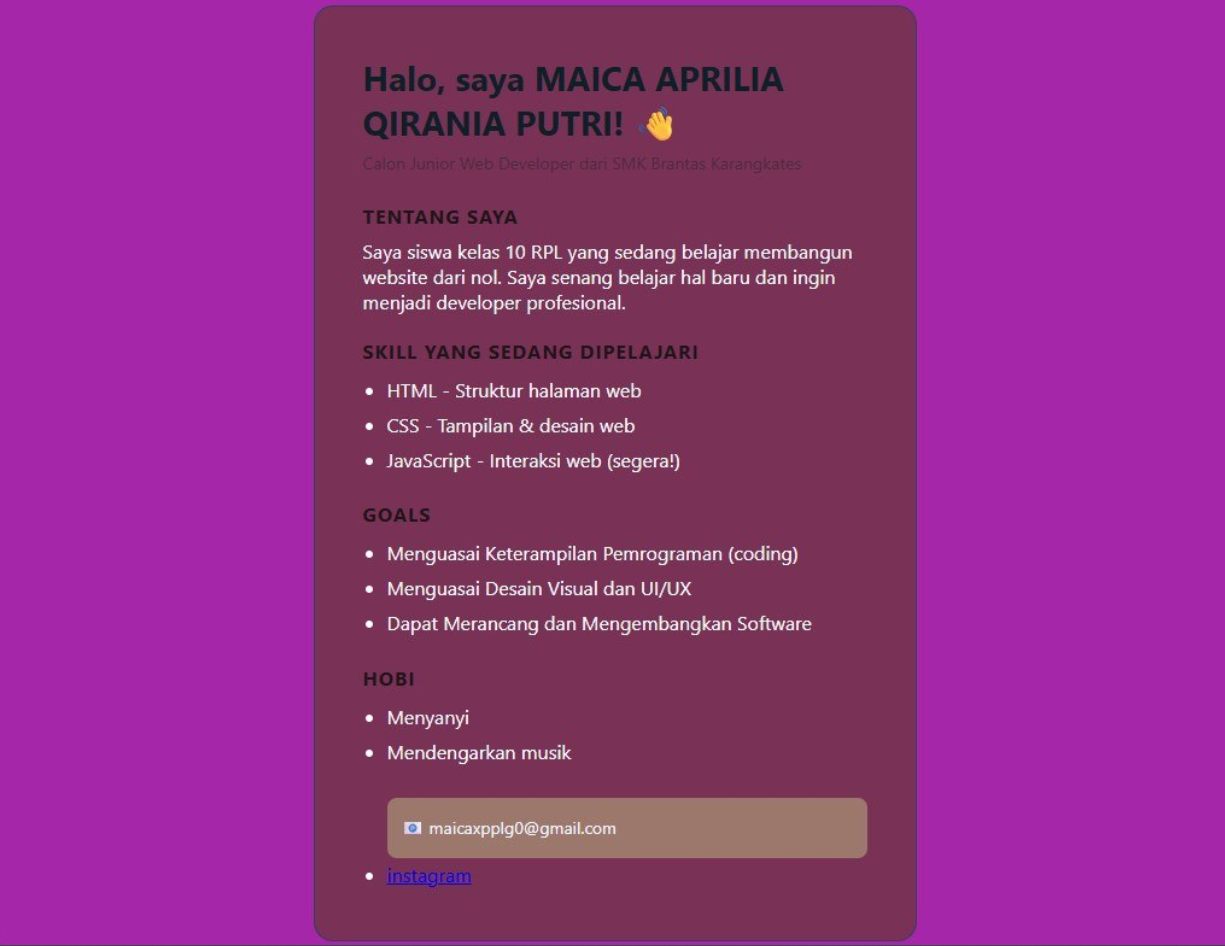 Halo, saya MAICA APRILIA
QIRANIA PUTRI! 👋
Calon Junior Web Developer dari SMK Brantas Karangkates
TENTANG SAYA
Saya siswa kelas 10 RPL yang sedang belajar membangun
website dari nol. Saya senang belajar hal baru dan ingin
menjadi developer profesional.
SKILL YANG SEDANG DIPELAJARI
• HTML - Struktur halaman web
• CSS - Tampilan & desain web
• JavaScript - Interaksi web (segera!)
GOALS
• Menguasai Keterampilan Pemrograman (coding)
• Menguasai Desain Visual dan UI/UX
• Dapat Merancang dan Mengembangkan Software
HOBI
• Menyanyi
• Mendengarkan musik
📧 maicaxpplg0@gmail.com
• instagram